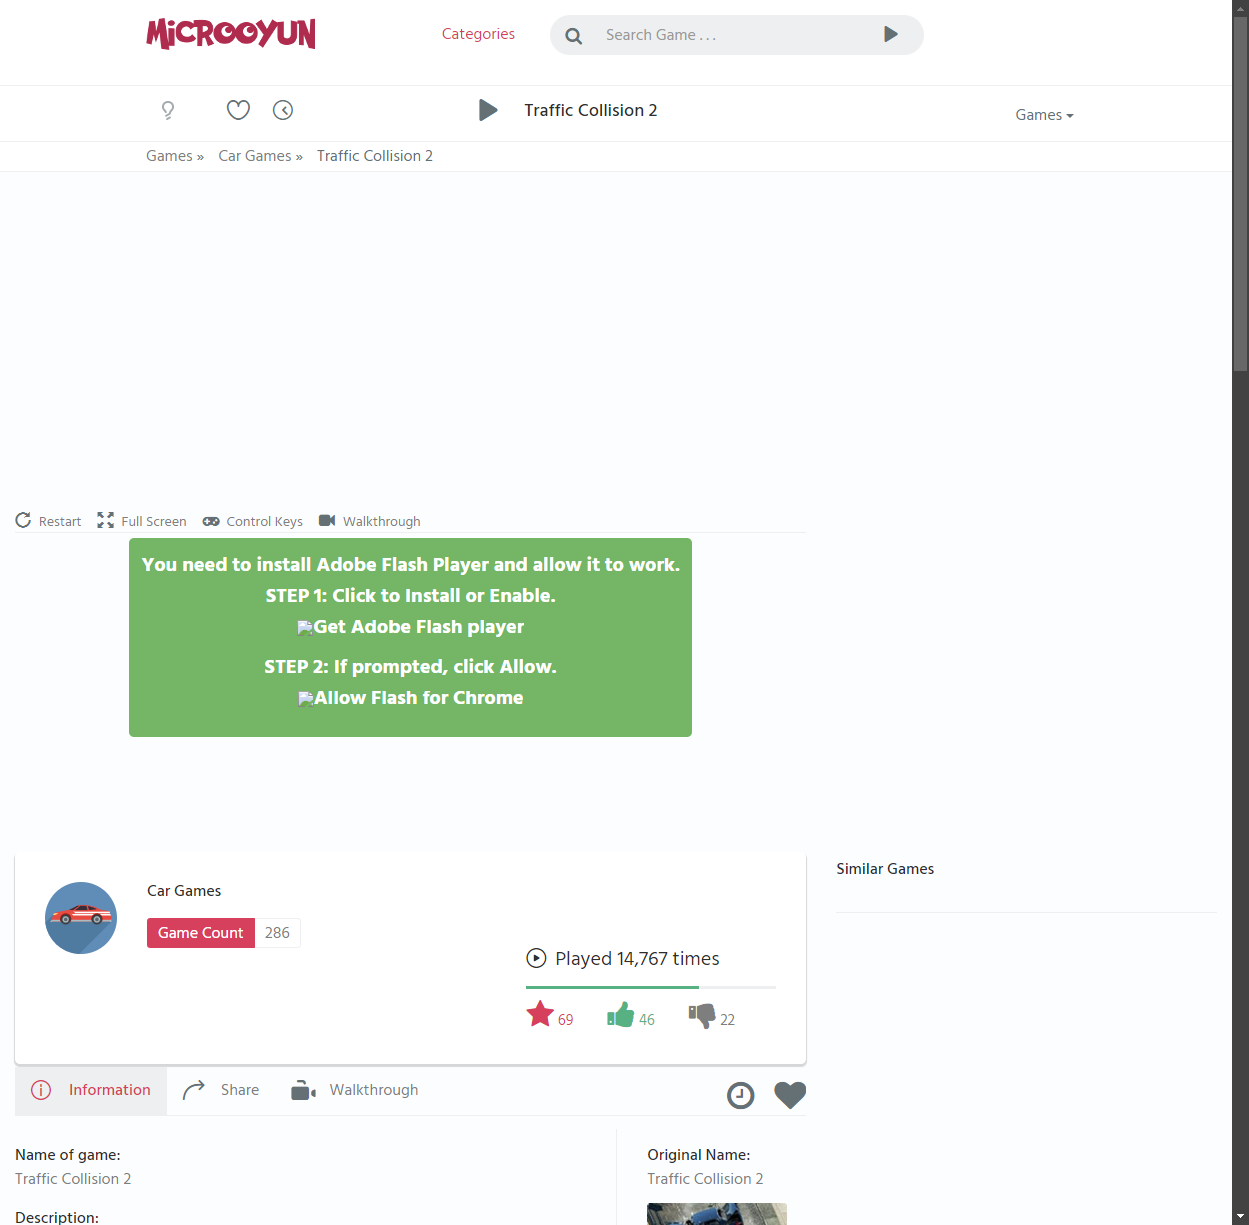 MiCROOYUN
Categories
Search Game . . .
Traffic Collision 2
Games
Games » Car Games » Traffic Collision 2
Restart Full Screen Control Keys Walkthrough
You need to install Adobe Flash Player and allow it to work.
STEP 1: Click to Install or Enable.
Get Adobe Flash player
STEP 2: If prompted, click Allow.
Allow Flash for Chrome
Car Games
Game Count 286
Played 14,767 times
69 46 22
Similar Games
Information Share Walkthrough
Name of game:
Traffic Collision 2
Description:
Original Name:
Traffic Collision 2